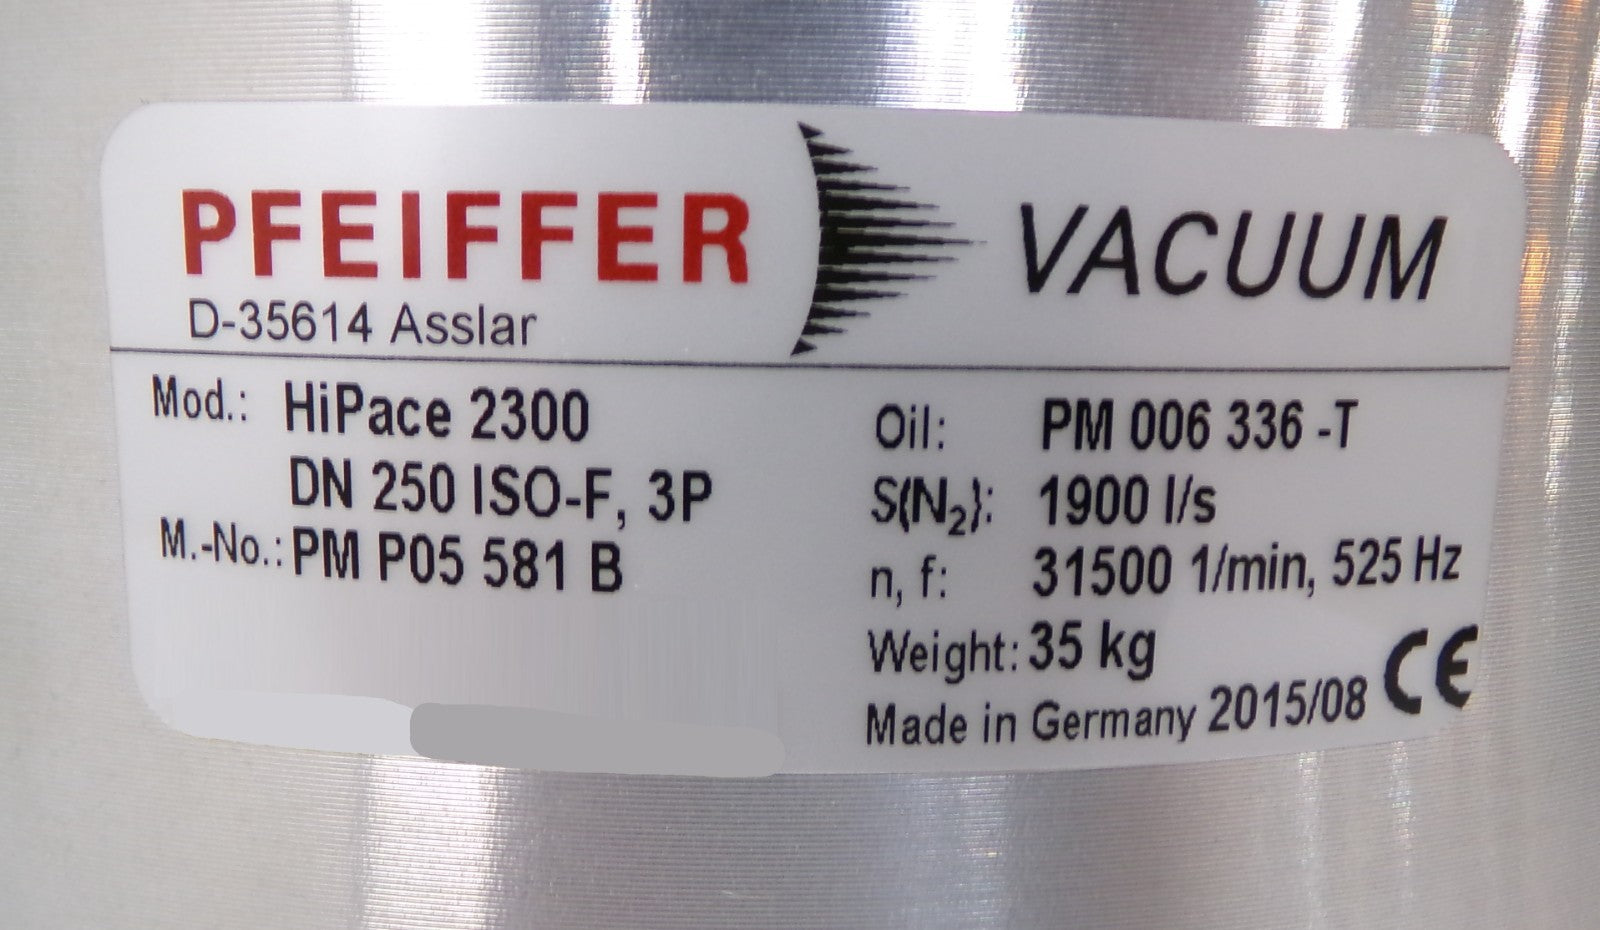 PFEIFFER VACUUM
D-35614 Asslar
Mod.: HiPace 2300
DN 250 ISO-F, 3P
M.-No.: PM P05 581 B
Oil: PM 006 336 -T
S(N₂): 1900 l/s
n, f: 31500 1/min, 525 Hz
Weight: 35 kg
Made in Germany 2015/08 CE